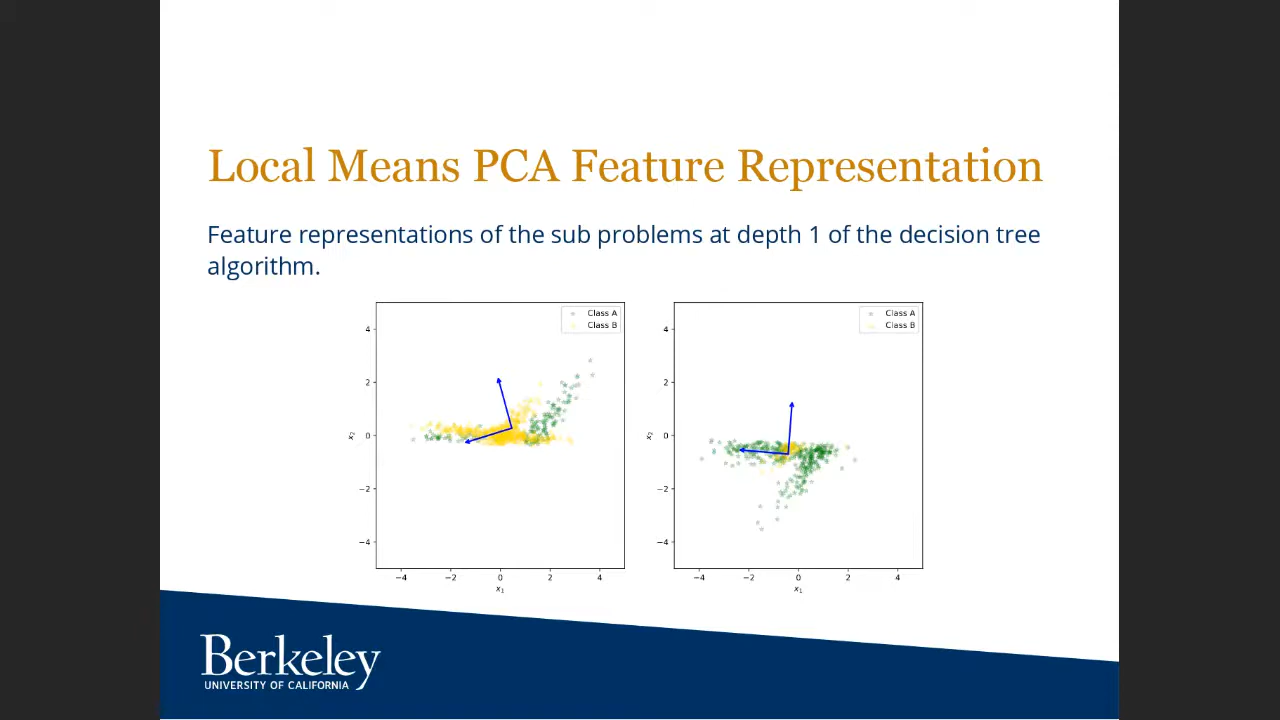 Local Means PCA Feature Representation
Feature representations of the sub problems at depth 1 of the decision tree
algorithm.
Class A
Class B
4
2
0
−2
−4
x₂
−4 −2 0 2 4
x₁
Class A
Class B
4
2
0
−2
−4
x₂
−4 −2 0 2 4
x₁
Berkeley
UNIVERSITY OF CALIFORNIA